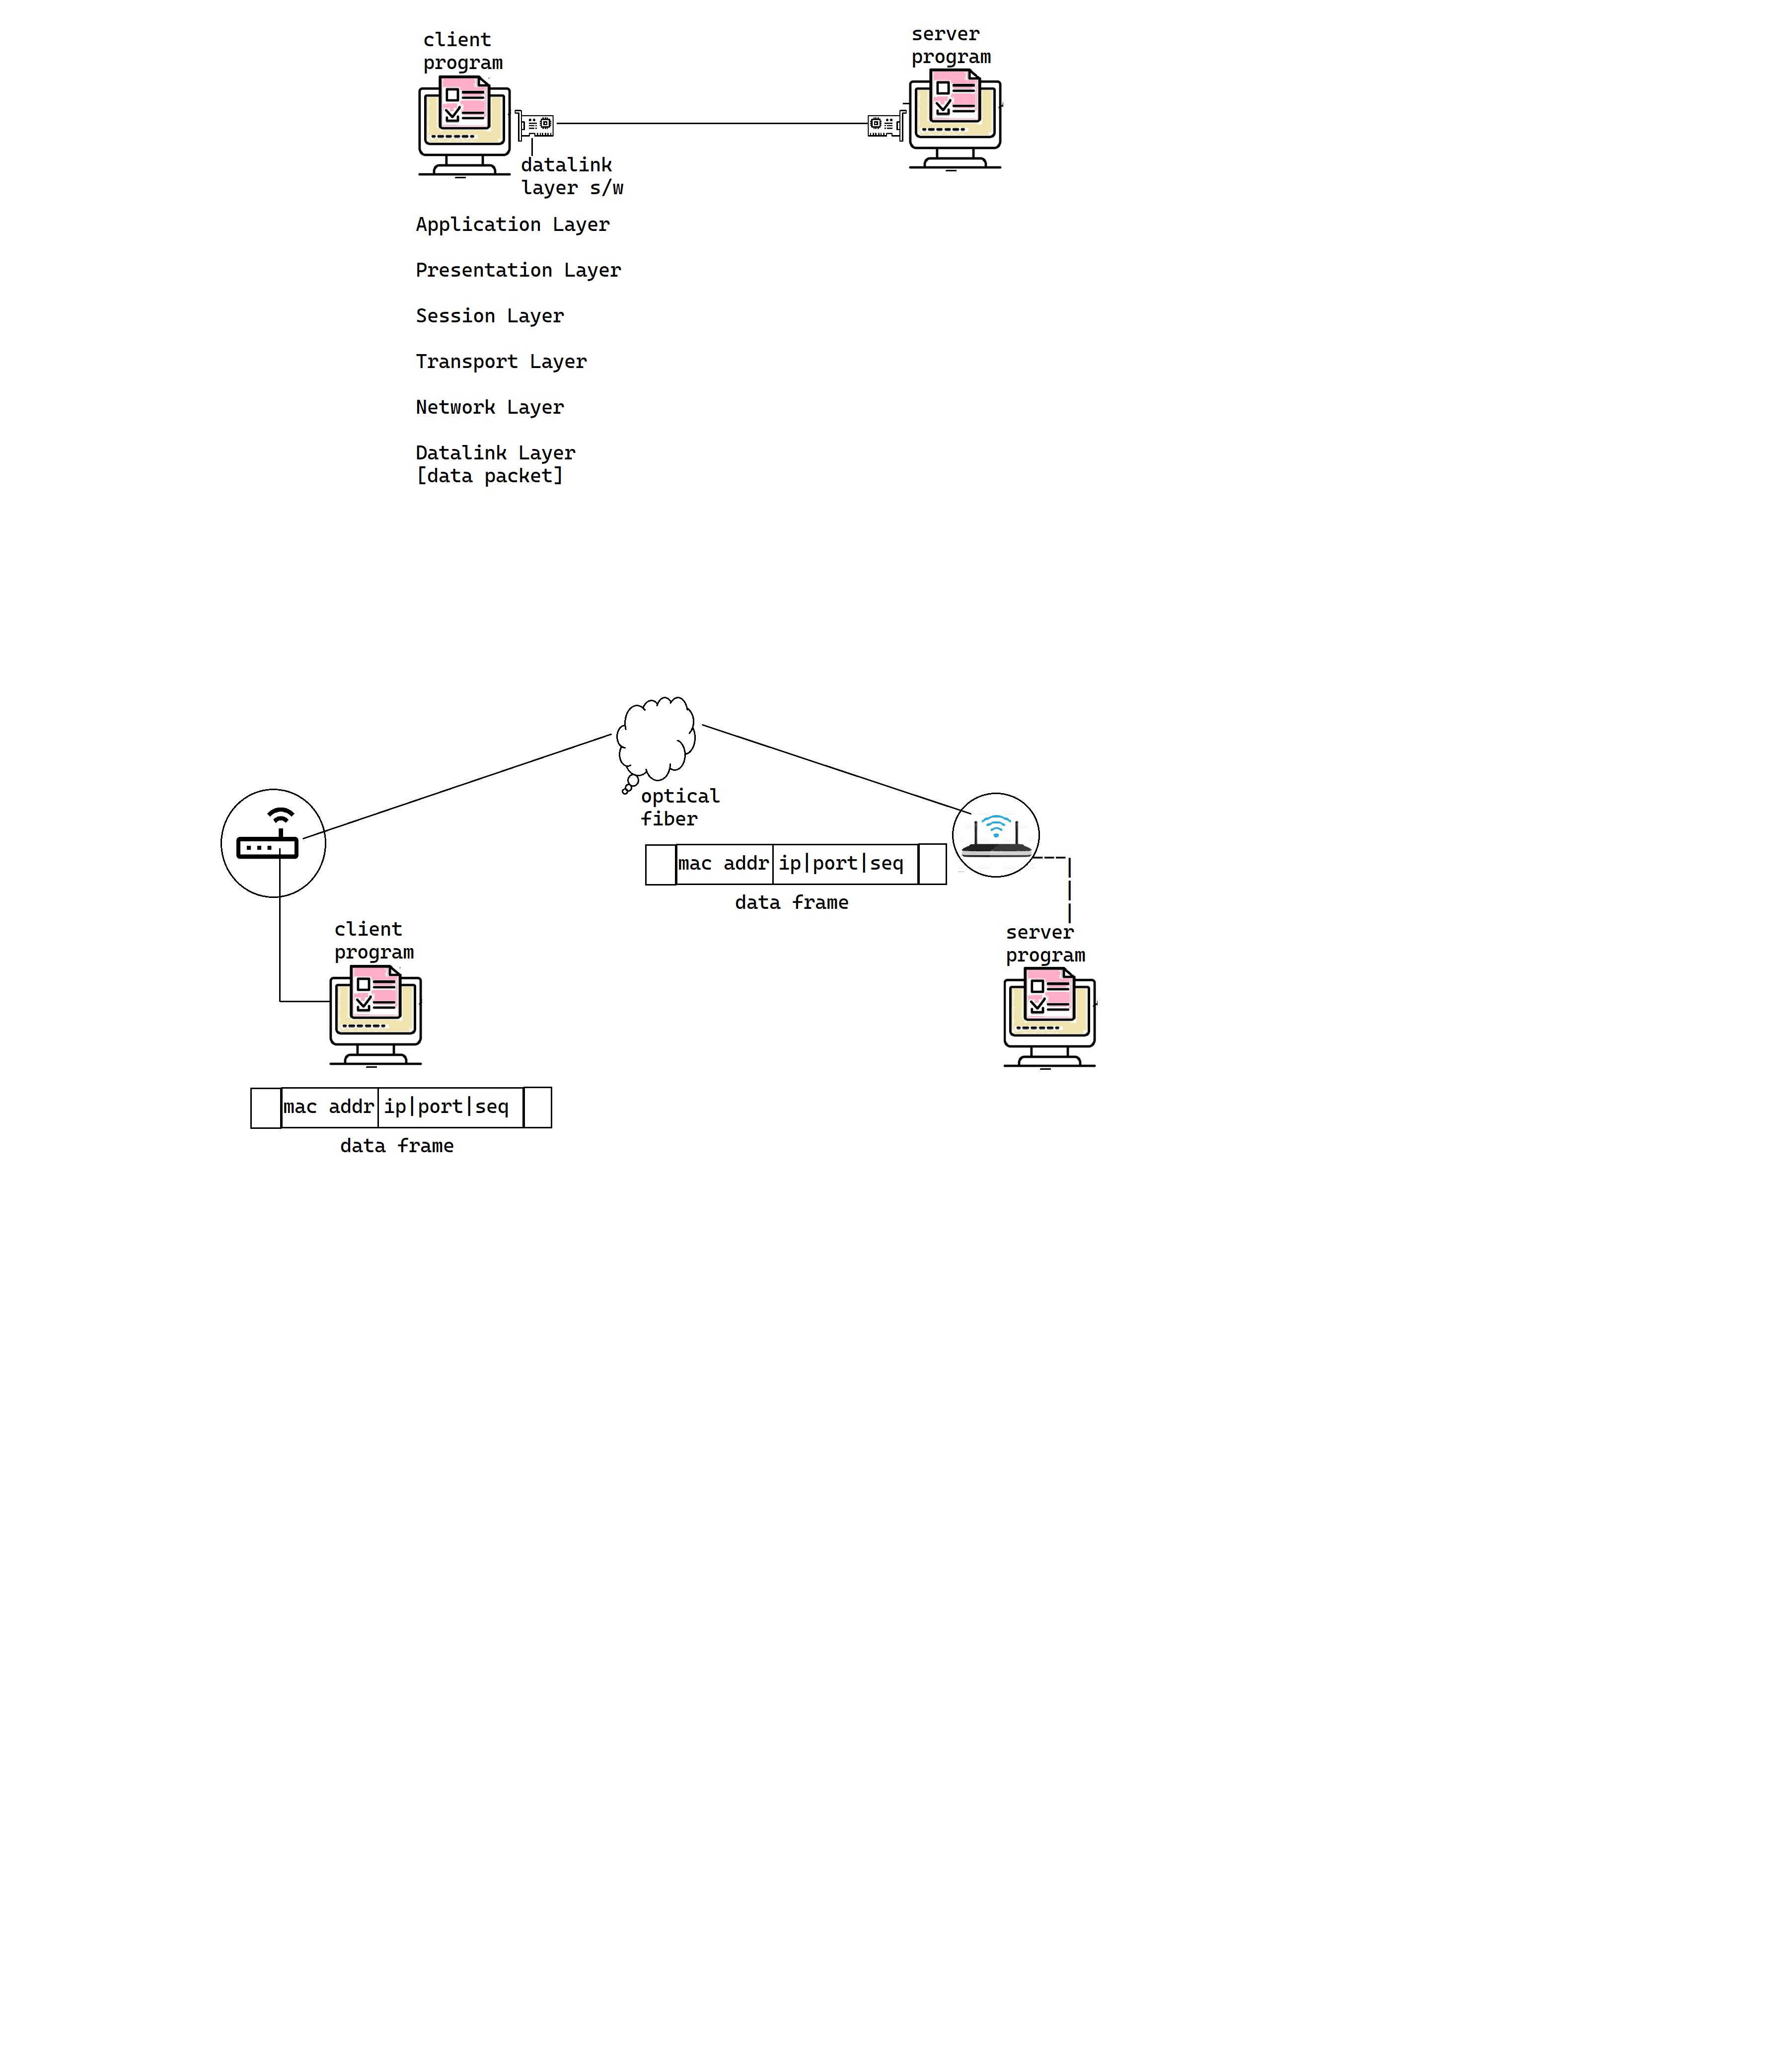 client
program
server
program
datalink
layer s/w
Application Layer
Presentation Layer
Session Layer
Transport Layer
Network Layer
Datalink Layer
[data packet]
optical
fiber
mac addr ip|port|seq
data frame
client
program
server
program
mac addr ip|port|seq
data frame